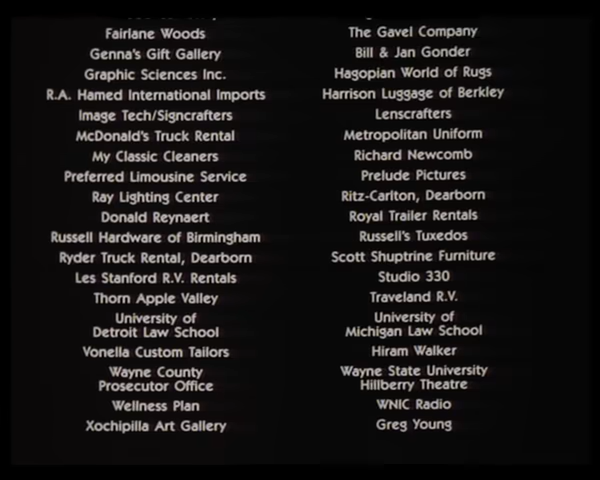 Fairlane Woods
Genna's Gift Gallery
Graphic Sciences Inc.
R.A. Hamed International Imports
Image Tech/Signcrafters
McDonald's Truck Rental
My Classic Cleaners
Preferred Limousine Service
Ray Lighting Center
Donald Reynaert
Russell Hardware of Birmingham
Ryder Truck Rental, Dearborn
Les Stanford R.V. Rentals
Thorn Apple Valley
University of
Detroit Law School
Vonella Custom Tailors
Wayne County
Prosecutor Office
Wellness Plan
Xochipilla Art Gallery
The Gavel Company
Bill & Jan Gonder
Hagopian World of Rugs
Harrison Luggage of Berkley
Lenscrafters
Metropolitan Uniform
Richard Newcomb
Prelude Pictures
Ritz-Carlton, Dearborn
Royal Trailer Rentals
Russell's Tuxedos
Scott Shuptrine Furniture
Studio 330
Traveland R.V.
University of
Michigan Law School
Hiram Walker
Wayne State University
Hillberry Theatre
WNIC Radio
Greg Young